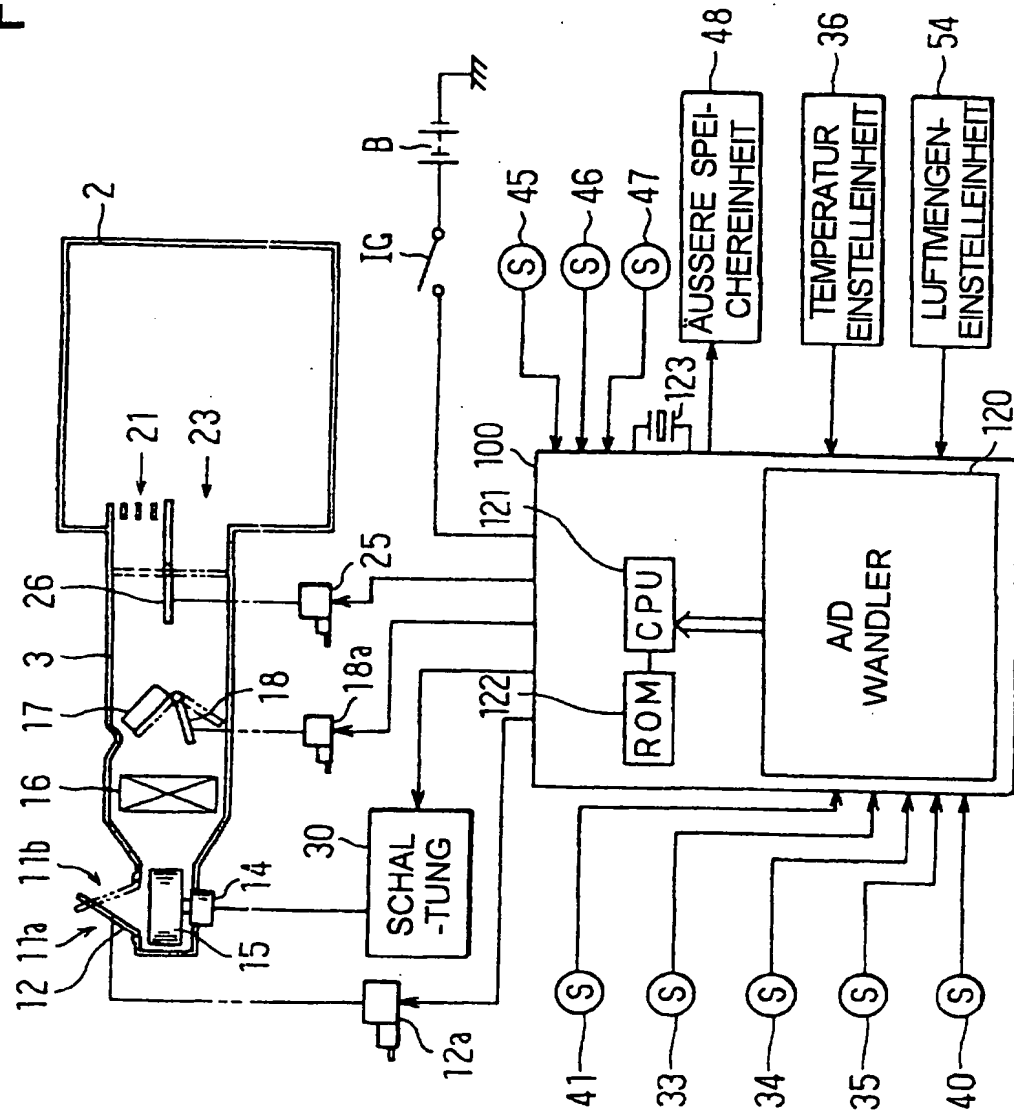 F
2
21
23
26
3
17
18
16
11b
11a
12
15
14
25
18a
30
SCHAL
-TUNG
12a
IG
B
45
S
46
S
47
S
48
ÄUSSERE SPEI-
CHEREINHEIT
36
TEMPERATUR
EINSTELLEINHEIT
54
LUFTMENGEN-
EINSTELLEINHEIT
123
100
121
CPU
122
ROM
120
A/D
WANDLER
S
41
S
33
S
34
S
35
S
40